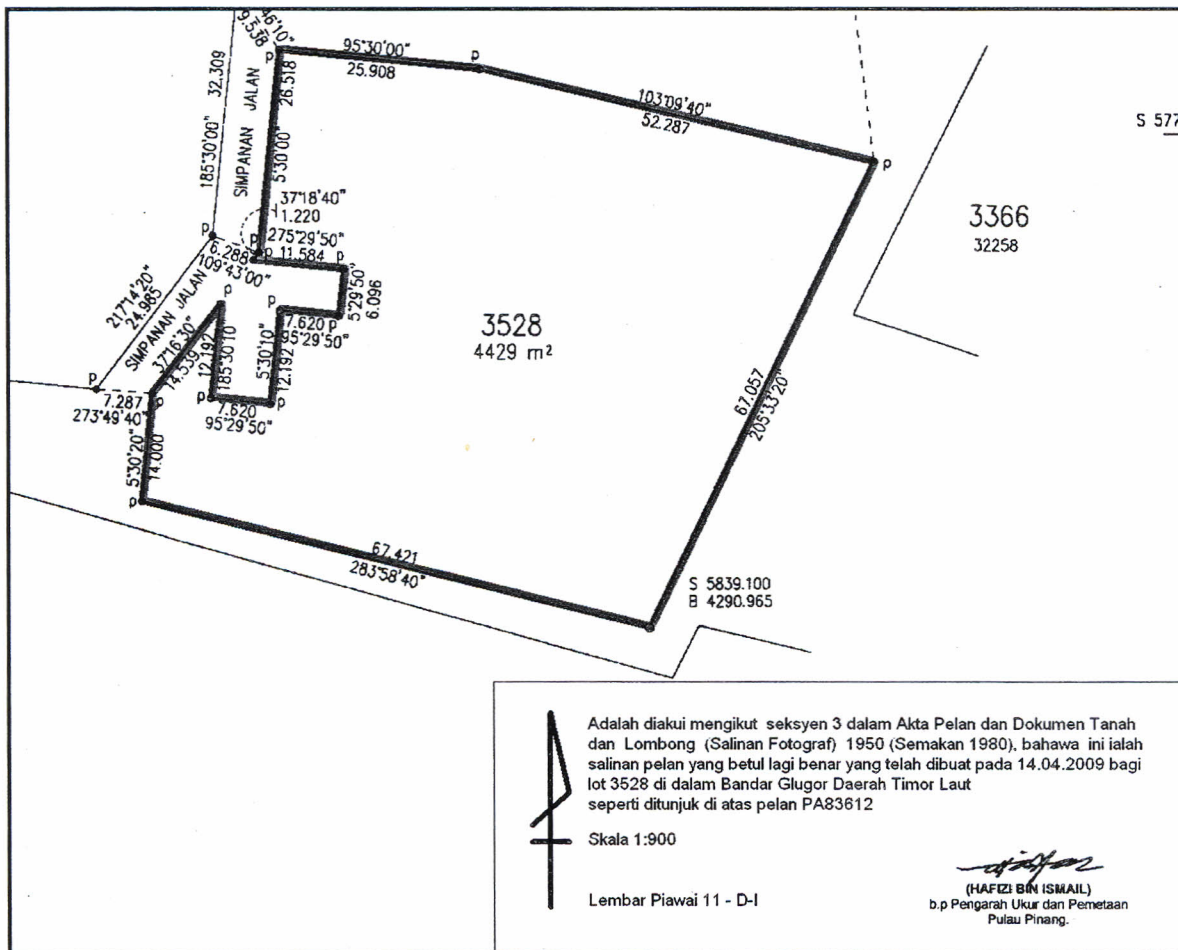 46'10"
9.538
185°30'00" 32.309
SIMPANAN JALAN
26.518
5°30'00"
p
95°30'00"
25.908
p
103°09'40"
52.287
p
S 577
3366
32258
37°18'40"
1.220
275°29'50"
11.584
p
p
p
p
6.288
109°43'00"
5°29'50"
6.096
217°14'20"
24.985
SIMPANAN JALAN
37°16'30"
14.539
p
12.192
185°30'10"
p
5°30'10"
12.192
7.620
95°29'50"
p
3528
4429 m²
67.057
205°33'20"
p
7.287
273°49'40"
p
p
7.620
95°29'50"
p
5°30'20"
14.000
p
67.421
283°58'40"
S 5839.100
B 4290.965
Adalah diakui mengikut seksyen 3 dalam Akta Pelan dan Dokumen Tanah
dan Lombong (Salinan Fotograf) 1950 (Semakan 1980), bahawa ini ialah
salinan pelan yang betul lagi benar yang telah dibuat pada 14.04.2009 bagi
lot 3528 di dalam Bandar Glugor Daerah Timor Laut
seperti ditunjuk di atas pelan PA83612
Skala 1:900
Lembar Piawai 11 - D-I
(HAFIZI BIN ISMAIL)
b.p Pengarah Ukur dan Pemetaan
Pulau Pinang.